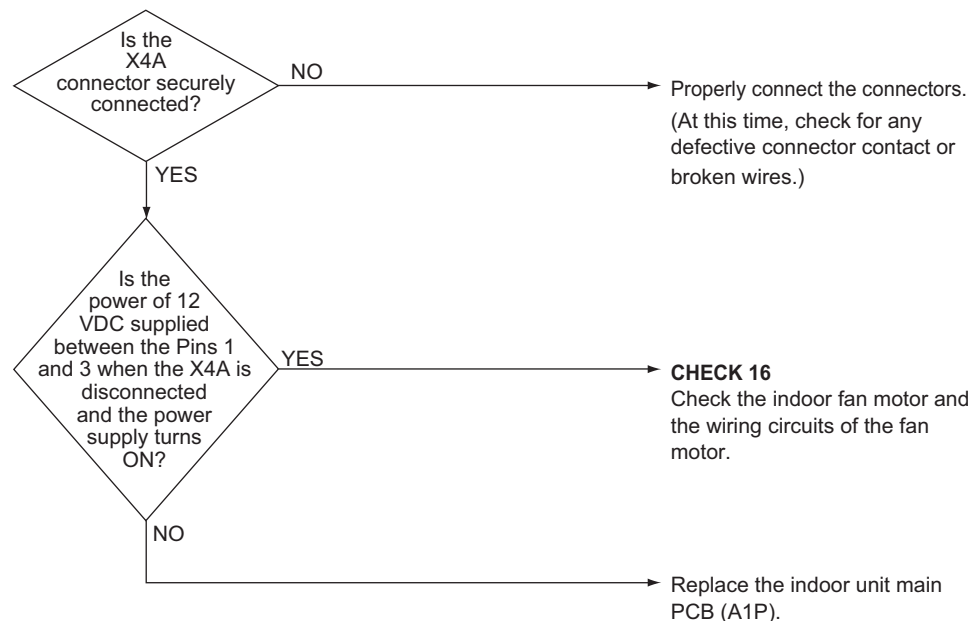 Is the
X4A
connector securely
connected?
NO
Properly connect the connectors.
(At this time, check for any
defective connector contact or
broken wires.)
YES
Is the
power of 12
VDC supplied
between the Pins 1
and 3 when the X4A is
disconnected
and the power
supply turns
ON?
YES
CHECK 16
Check the indoor fan motor and
the wiring circuits of the fan
motor.
NO
Replace the indoor unit main
PCB (A1P).